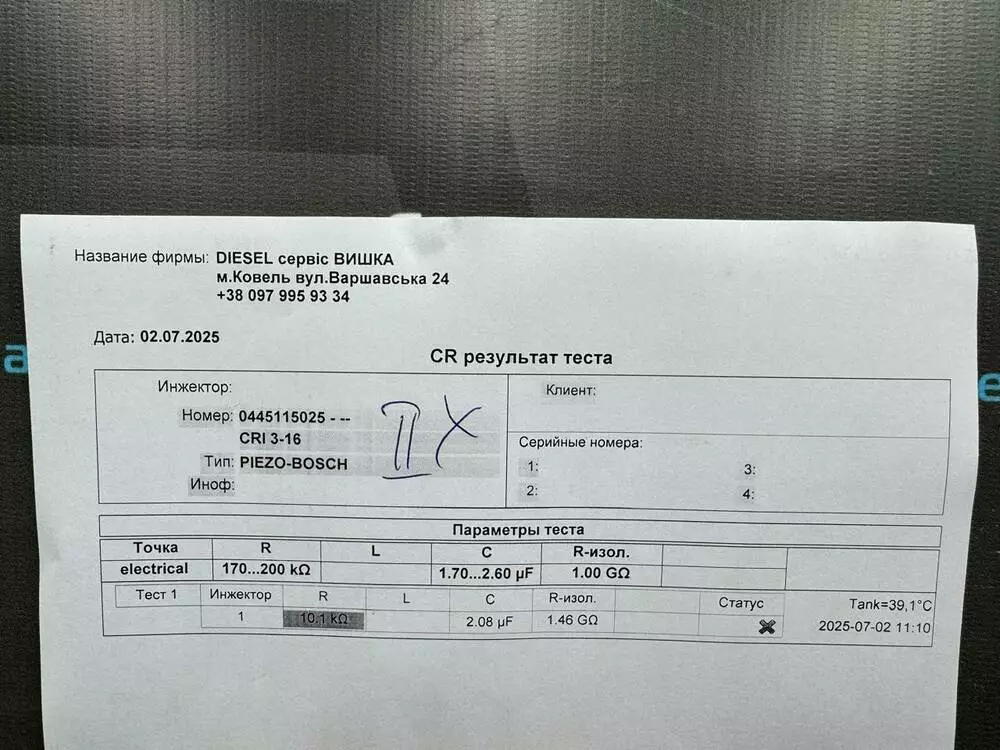 Название фирмы: DIESEL сервіс ВИШКА
м.Ковель вул.Варшавська 24
+38 097 995 93 34
Дата: 02.07.2025
CR результат теста
Инжектор:
Номер: 0445115025 - --
CRI 3-16
Тип: PIEZO-BOSCH
Иноф:
II X
Клиент:
Серийные номера:
1: 3:
2: 4:
Параметры теста
Точка R L C R-изол.
electrical 170...200 kΩ 1.70...2.60 µF 1.00 GΩ
Тест 1 Инжектор R L C R-изол. Статус Tank=39,1°C
1 10.1 kΩ 2.08 µF 1.46 GΩ 2025-07-02 11:10
a
e